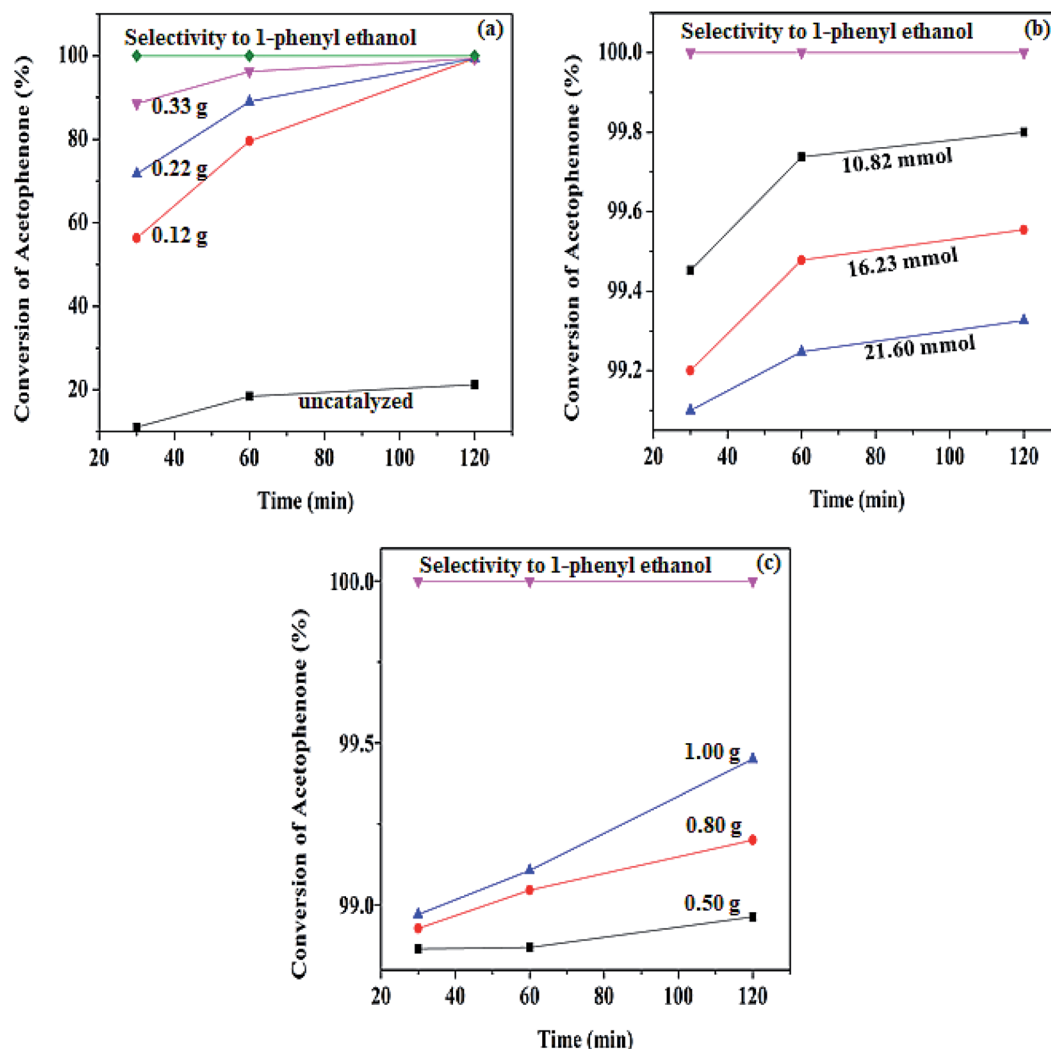 Selectivity to 1-phenyl ethanol
(a)
Conversion of Acetophenone (%)
100
80
60
40
20
0.33 g
0.22 g
0.12 g
uncatalyzed
20 40 60 80 100 120
Time (min)
Selectivity to 1-phenyl ethanol
(b)
Conversion of Acetophenone (%)
100.0
99.8
99.6
99.4
99.2
10.82 mmol
16.23 mmol
21.60 mmol
20 40 60 80 100 120
Time (min)
Selectivity to 1-phenyl ethanol
(c)
Conversion of Acetophenone (%)
100.0
99.5
99.0
1.00 g
0.80 g
0.50 g
20 40 60 80 100 120
Time (min)